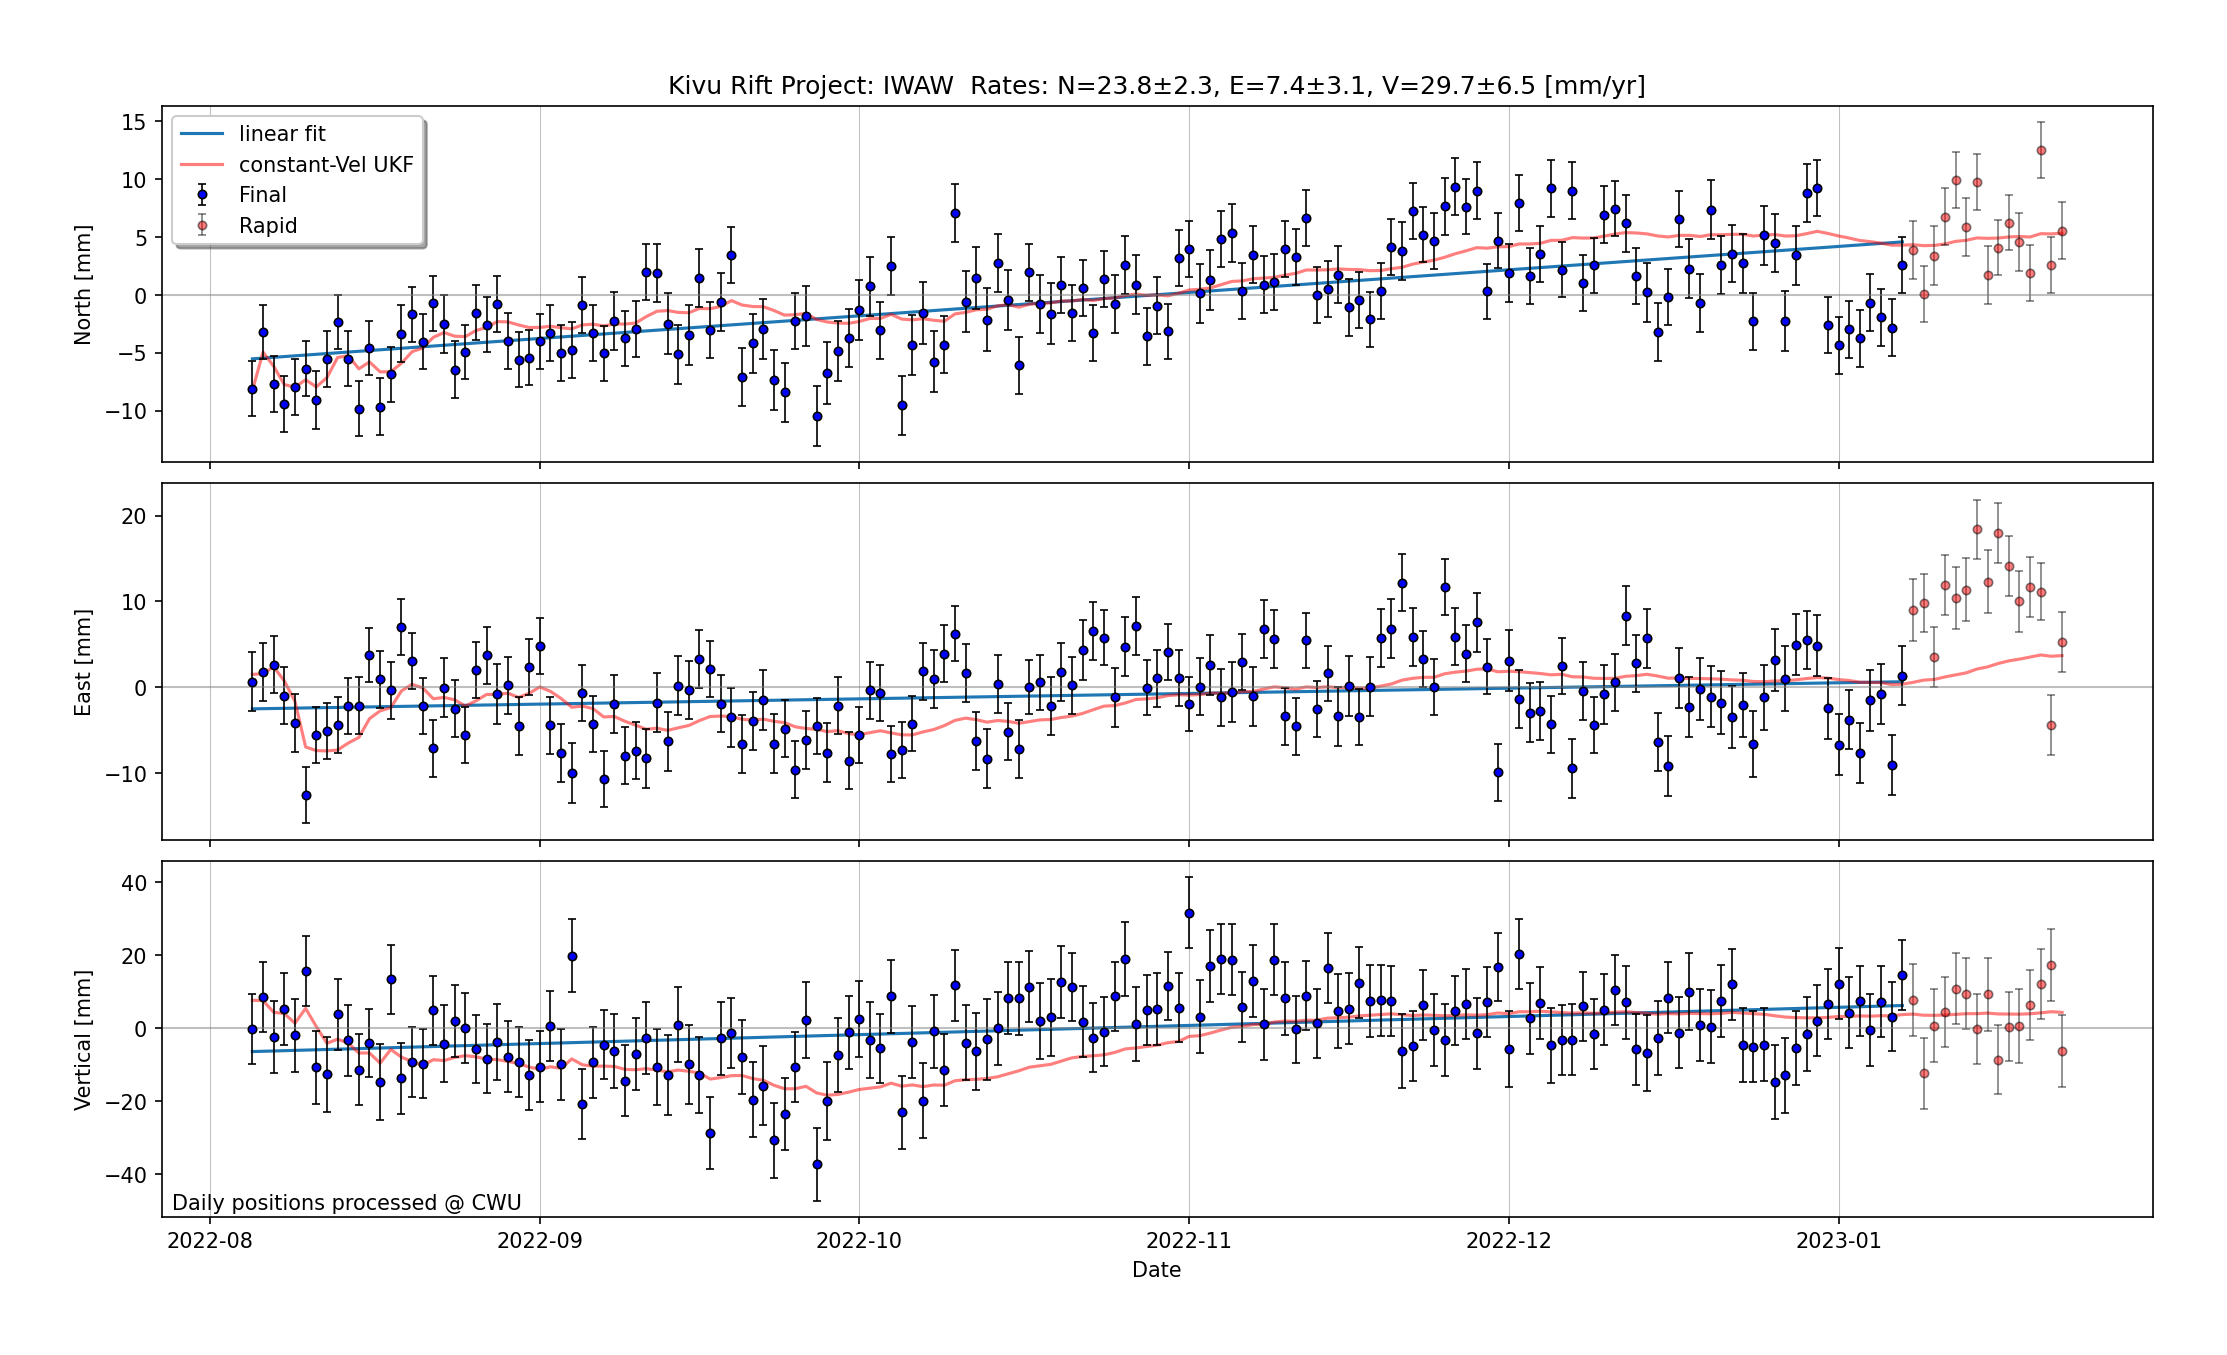 Kivu Rift Project: IWAW  Rates: N=23.8±2.3, E=7.4±3.1, V=29.7±6.5 [mm/yr]
linear fit
constant-Vel UKF
Final
Rapid
North [mm]
15
10
5
0
−5
−10
East [mm]
20
10
0
−10
Vertical [mm]
40
20
0
−20
−40
Daily positions processed @ CWU
2022-08 2022-09 2022-10 2022-11 2022-12 2023-01
Date